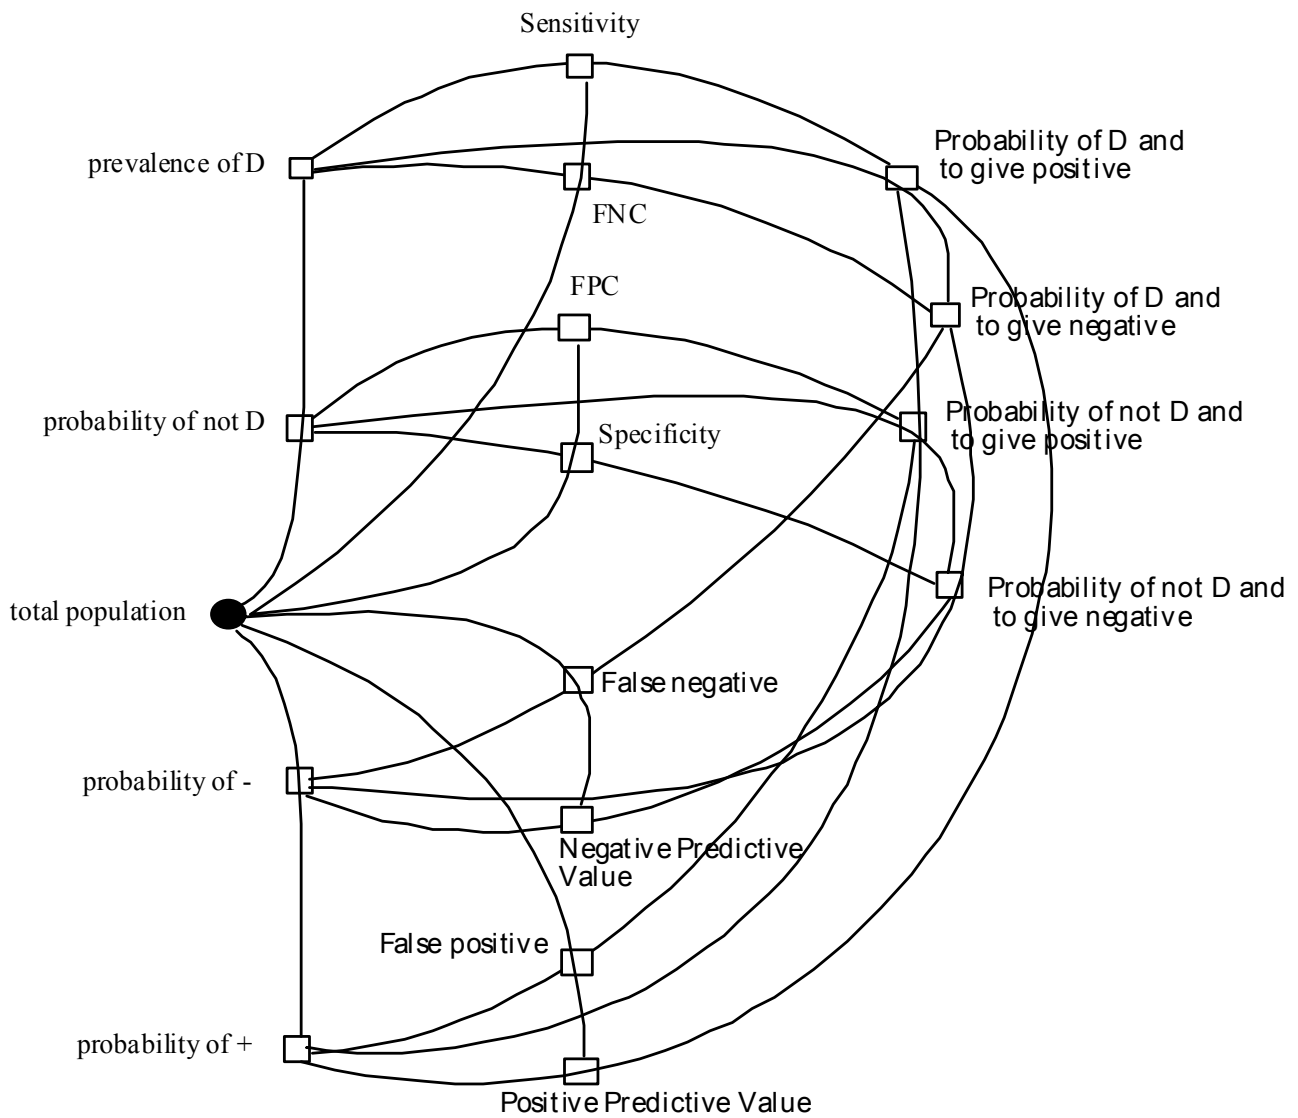 Sensitivity
prevalence of D
Probability of D and
to give positive
FNC
FPC
Probability of D and
to give negative
probability of not D
Specificity
Probability of not D and
to give positive
total population
Probability of not D and
to give negative
False negative
probability of -
Negative Predictive
Value
False positive
probability of +
Positive Predictive Value